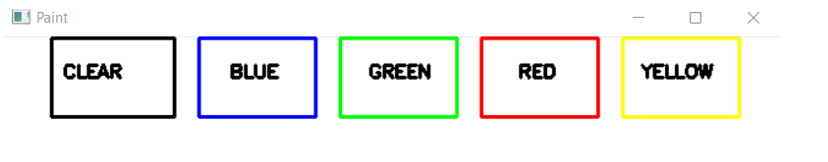 Paint
CLEAR BLUE GREEN RED YELLOW